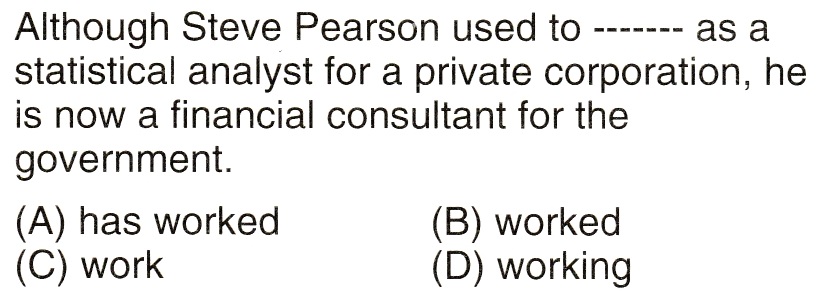 Although Steve Pearson used to ------- as a
statistical analyst for a private corporation, he
is now a financial consultant for the
government.
(A) has worked (B) worked
(C) work (D) working